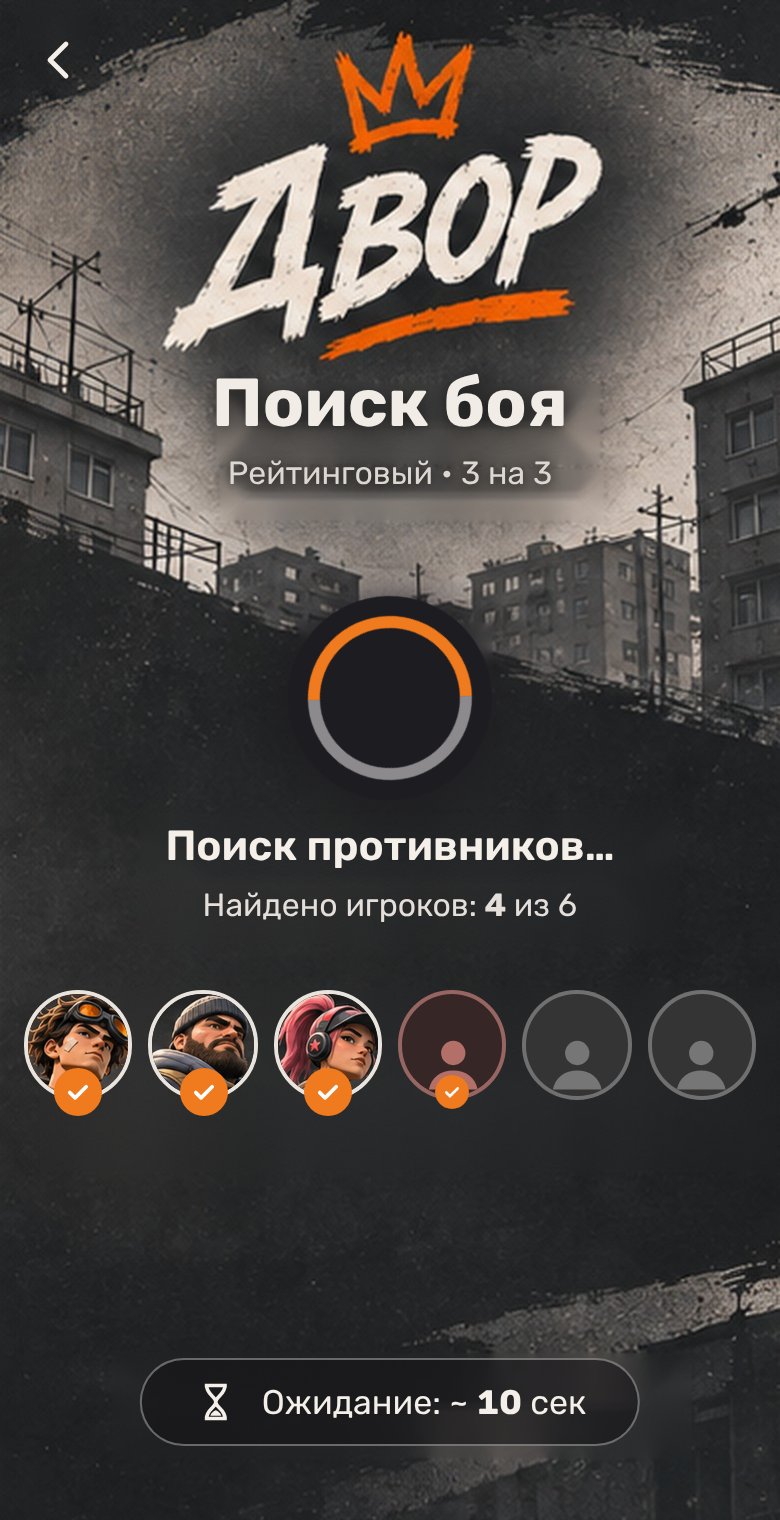 ДВОР
Поиск боя
Рейтинговый • 3 на 3
Поиск противников...
Найдено игроков: 4 из 6
Ожидание: ~ 10 сек